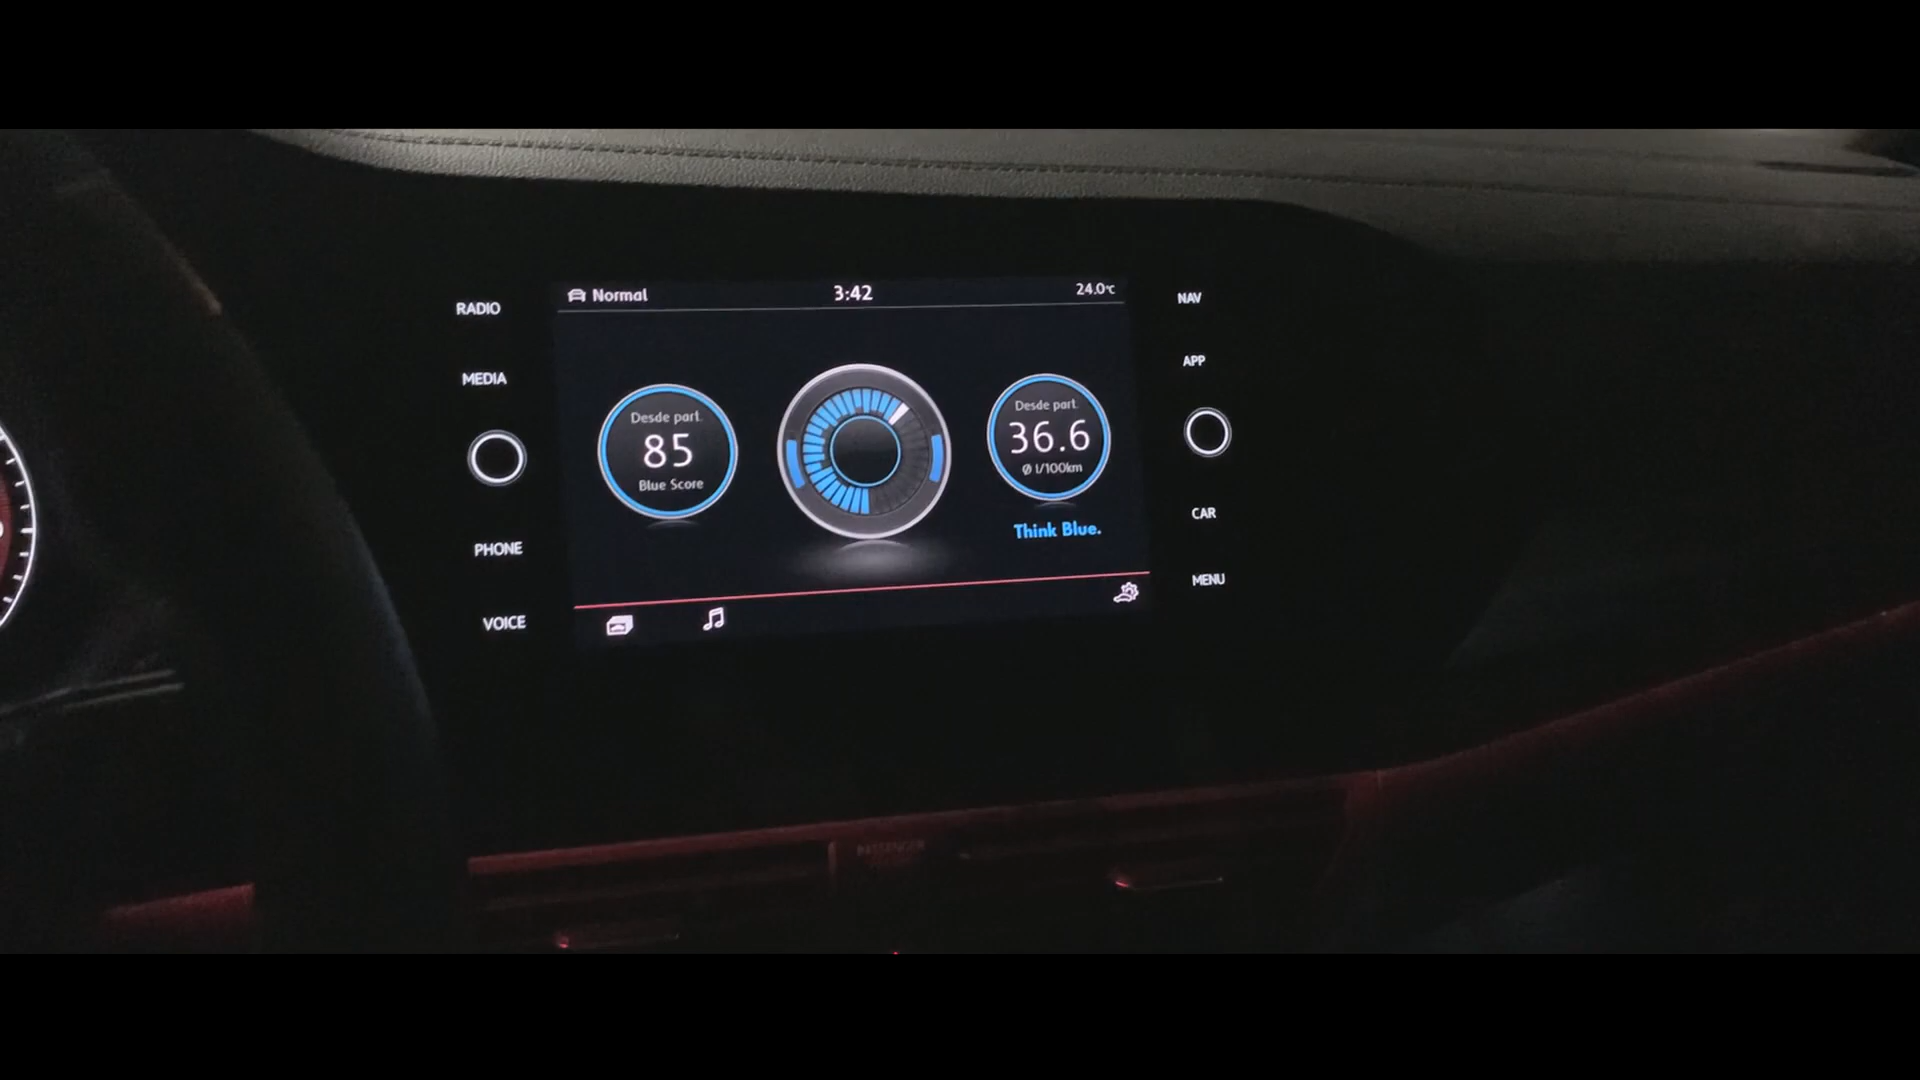 RADIO
MEDIA
PHONE
VOICE
Normal
3:42
24.0°C
Desde part.
85
Blue Score
Desde part.
36.6
Ø l/100km
Think Blue.
NAV
APP
CAR
MENU
PASSENGER